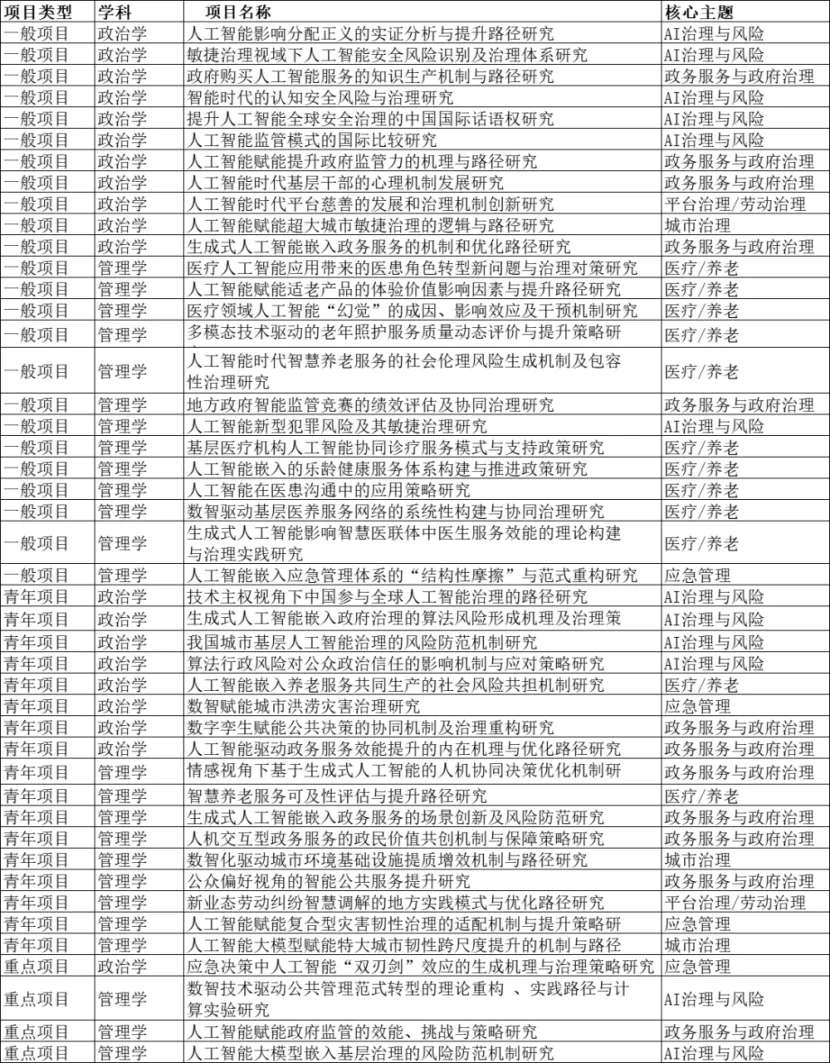 项目类型 学科 项目名称 核心主题
一般项目 政治学 人工智能影响分配正义的实证分析与提升路径研究 AI治理与风险
一般项目 政治学 敏捷治理视域下人工智能安全风险识别及治理体系研究 AI治理与风险
一般项目 政治学 政府购买人工智能服务的知识生产机制与路径研究 政务服务与政府治理
一般项目 政治学 智能时代的认知安全风险与治理研究 AI治理与风险
一般项目 政治学 提升人工智能全球安全治理的中国国际话语权研究 AI治理与风险
一般项目 政治学 人工智能监管模式的国际比较研究 AI治理与风险
一般项目 政治学 人工智能赋能提升政府监管力的机理与路径研究 政务服务与政府治理
一般项目 政治学 人工智能时代基层干部的心理机制发展研究 政务服务与政府治理
一般项目 政治学 人工智能时代平台慈善的发展和治理机制创新研究 平台治理/劳动治理
一般项目 政治学 人工智能赋能超大城市敏捷治理的逻辑与路径研究 城市治理
一般项目 政治学 生成式人工智能嵌入政务服务的机制和优化路径研究 政务服务与政府治理
一般项目 管理学 医疗人工智能应用带来的医患角色转型新问题与治理对策研究 医疗/养老
一般项目 管理学 人工智能赋能适老产品的体验价值影响因素与提升路径研究 医疗/养老
一般项目 管理学 医疗领域人工智能“幻觉”的成因、影响效应及干预机制研究 医疗/养老
一般项目 管理学 多模态技术驱动的老年照护服务质量动态评价与提升策略研 医疗/养老
人工智能时代智慧养老服务的社会伦理风险生成机制及包容
一般项目 管理学 性治理研究 医疗/养老
一般项目 管理学 地方政府智能监管竞赛的绩效评估及协同治理研究 政务服务与政府治理
一般项目 管理学 人工智能新型犯罪风险及其敏捷治理研究 AI治理与风险
一般项目 管理学 基层医疗机构人工智能协同诊疗服务模式与支持政策研究 医疗/养老
一般项目 管理学 人工智能嵌入的乐龄健康服务体系构建与推进政策研究 医疗/养老
一般项目 管理学 人工智能在医患沟通中的应用策略研究 医疗/养老
一般项目 管理学 数智驱动基层医养服务网络的系统性构建与协同治理研究 医疗/养老
生成式人工智能影响智慧医联体中医生服务效能的理论构建
一般项目 管理学 与治理实践研究 医疗/养老
一般项目 管理学 人工智能嵌入应急管理体系的“结构性摩擦”与范式重构研究 应急管理
青年项目 政治学 技术主权视角下中国参与全球人工智能治理的路径研究 AI治理与风险
青年项目 政治学 生成式人工智能嵌入政府治理的算法风险形成机理及治理策 AI治理与风险
青年项目 政治学 我国城市基层人工智能治理的风险防范机制研究 AI治理与风险
青年项目 政治学 算法行政风险对公众政治信任的影响机制与应对策略研究 AI治理与风险
青年项目 政治学 人工智能嵌入养老服务共同生产的社会风险共担机制研究 医疗/养老
青年项目 政治学 数智赋能城市洪涝灾害治理研究 应急管理
青年项目 政治学 数字孪生赋能公共决策的协同机制及治理重构研究 政务服务与政府治理
青年项目 政治学 人工智能驱动政务服务效能提升的内在机理与优化路径研究 政务服务与政府治理
青年项目 管理学 情感视角下基于生成式人工智能的人机协同决策优化机制研 政务服务与政府治理
青年项目 管理学 智慧养老服务可及性评估与提升路径研究 医疗/养老
青年项目 管理学 生成式人工智能嵌入政务服务的场景创新及风险防范研究 政务服务与政府治理
青年项目 管理学 人机交互型政务服务的政民价值共创机制与保障策略研究 政务服务与政府治理
青年项目 管理学 数智化驱动城市环境基础设施提质增效机制与路径研究 城市治理
青年项目 管理学 公众偏好视角的智能公共服务提升研究 政务服务与政府治理
青年项目 管理学 新业态劳动纠纷智慧调解的地方实践模式与优化路径研究 平台治理/劳动治理
青年项目 管理学 人工智能赋能复合型灾害韧性治理的适配机制与提升策略研 应急管理
青年项目 管理学 人工智能大模型赋能特大城市韧性跨尺度提升的机制与路径 城市治理
重点项目 政治学 应急决策中人工智能“双刃剑”效应的生成机理与治理策略研究 应急管理
数智技术驱动公共管理范式转型的理论重构 、实践路径与计
重点项目 管理学 算实验研究 AI治理与风险
重点项目 管理学 人工智能赋能政府监管的效能、挑战与策略研究 政务服务与政府治理
重点项目 管理学 人工智能大模型嵌入基层治理的风险防范机制研究 AI治理与风险